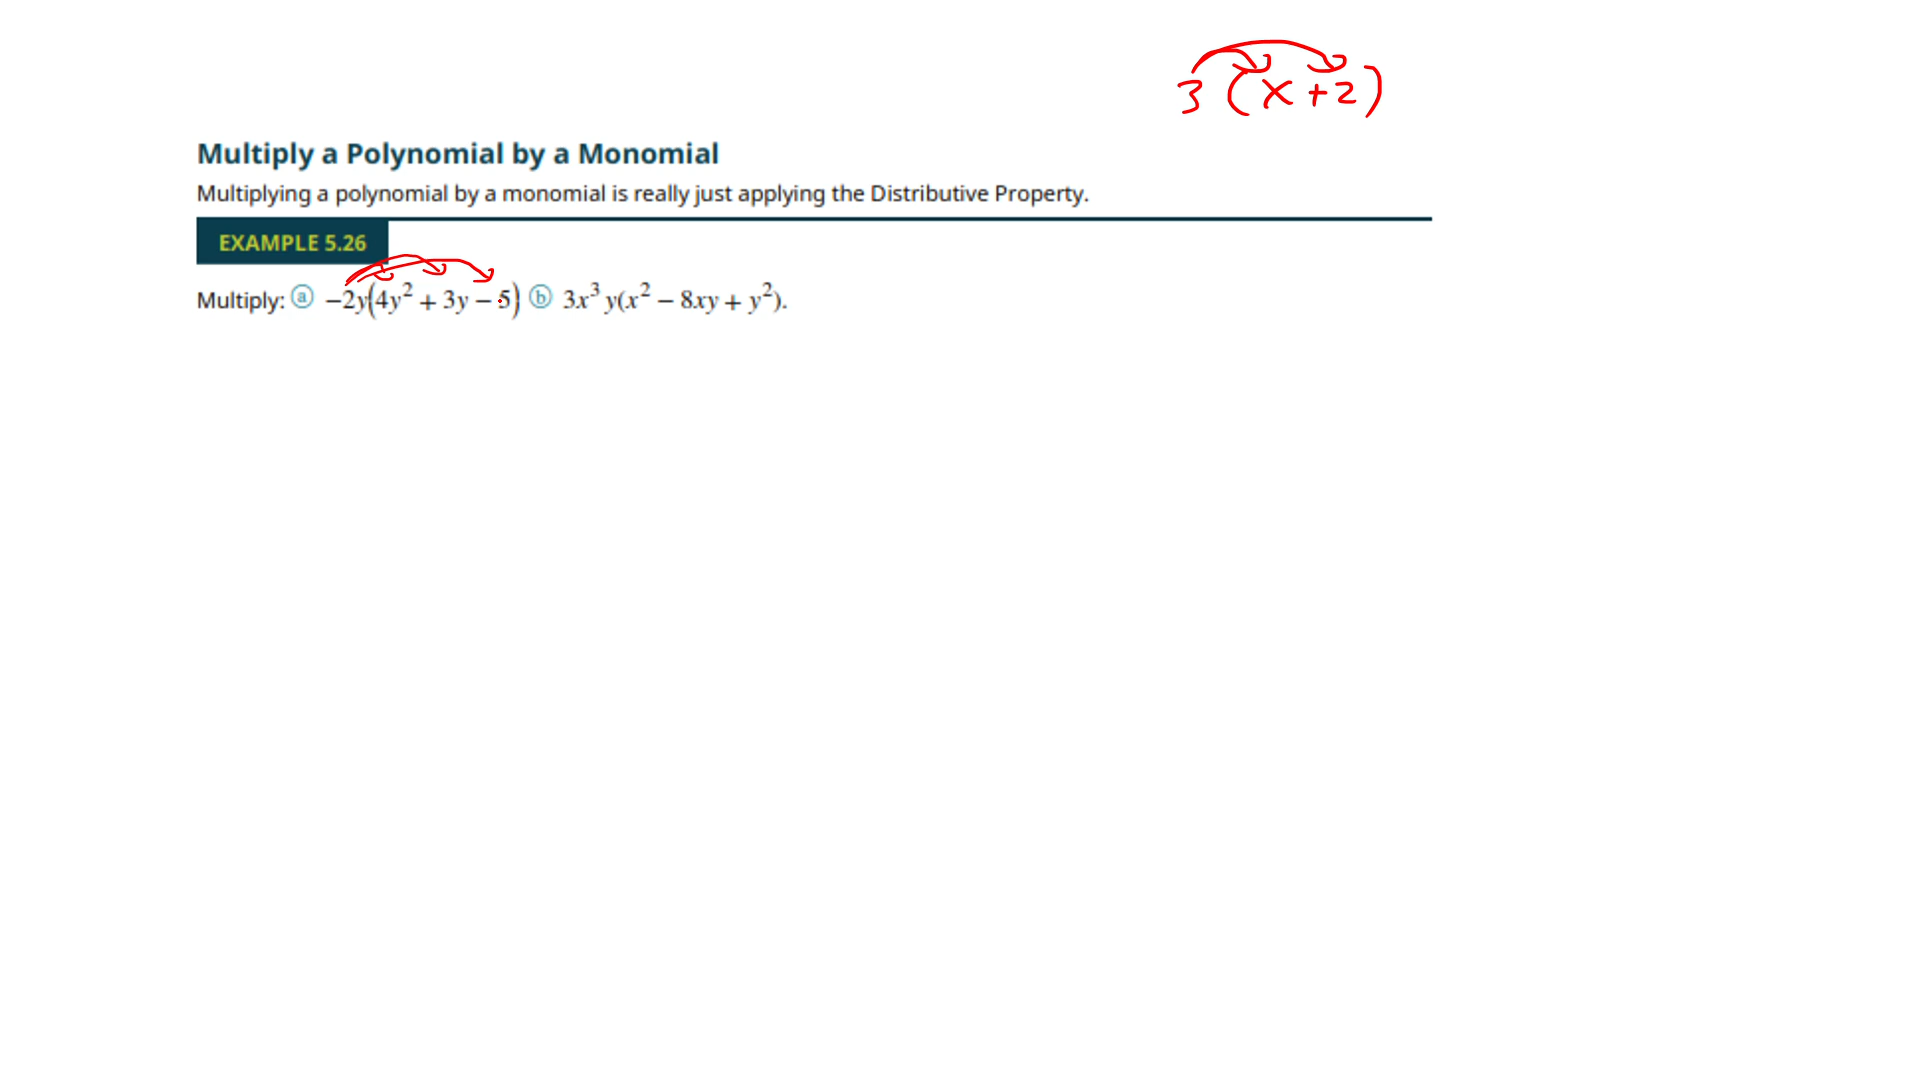 3 (x+2)
Multiply a Polynomial by a Monomial
Multiplying a polynomial by a monomial is really just applying the Distributive Property.
EXAMPLE 5.26
Multiply: ⓐ −2y(4y² + 3y − 5) ⓑ 3x³ y(x² − 8xy + y²).